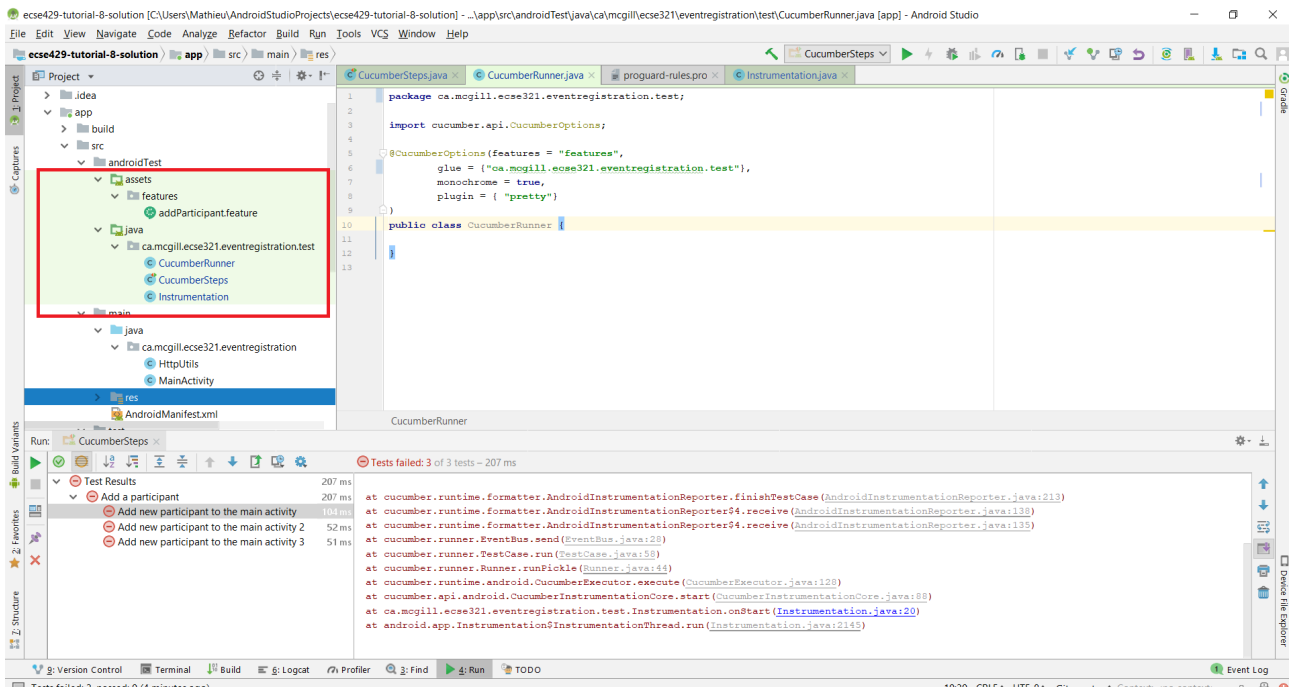 ecse429-tutorial-8-solution [C:\Users\Mathieu\AndroidStudioProjects\ecse429-tutorial-8-solution] - ...\app\src\androidTest\java\ca\mcgill\ecse321\eventregistration\test\CucumberRunner.java [app] - Android Studio
File Edit View Navigate Code Analyze Refactor Build Run Tools VCS Window Help
ecse429-tutorial-8-solution app src main res
CucumberSteps
1: Project
Captures
Build Variants
2: Favorites
7: Structure
Project
.idea
app
build
src
androidTest
assets
features
addParticipant.feature
java
ca.mcgill.ecse321.eventregistration.test
CucumberRunner
CucumberSteps
Instrumentation
main
java
ca.mcgill.ecse321.eventregistration
HttpUtils
MainActivity
res
AndroidManifest.xml
test
CucumberSteps.java CucumberRunner.java proguard-rules.pro Instrumentation.java
1 package ca.mcgill.ecse321.eventregistration.test;
2
3 import cucumber.api.CucumberOptions;
4
5 @CucumberOptions(features = "features",
6 glue = {"ca.mcgill.ecse321.eventregistration.test"},
7 monochrome = true,
8 plugin = { "pretty"}
9 )
10 public class CucumberRunner {
11
12 }
13
CucumberRunner
Gradle
Device File Explorer
Run: CucumberSteps
Tests failed: 3 of 3 tests – 207 ms
Test Results 207 ms
Add a participant 207 ms
Add new participant to the main activity 104 ms
Add new participant to the main activity 2 52 ms
Add new participant to the main activity 3 51 ms
at cucumber.runtime.formatter.AndroidInstrumentationReporter.finishTestCase(AndroidInstrumentationReporter.java:213)
at cucumber.runtime.formatter.AndroidInstrumentationReporter$4.receive(AndroidInstrumentationReporter.java:138)
at cucumber.runtime.formatter.AndroidInstrumentationReporter$4.receive(AndroidInstrumentationReporter.java:135)
at cucumber.runner.EventBus.send(EventBus.java:28)
at cucumber.runner.TestCase.run(TestCase.java:58)
at cucumber.runner.Runner.runPickle(Runner.java:44)
at cucumber.runtime.android.CucumberExecutor.execute(CucumberExecutor.java:128)
at cucumber.api.android.CucumberInstrumentationCore.start(CucumberInstrumentationCore.java:88)
at ca.mcgill.ecse321.eventregistration.test.Instrumentation.onStart(Instrumentation.java:20)
at android.app.Instrumentation$InstrumentationThread.run(Instrumentation.java:2145)
9: Version Control Terminal Build 6: Logcat Profiler 3: Find 4: Run TODO 1 Event Log